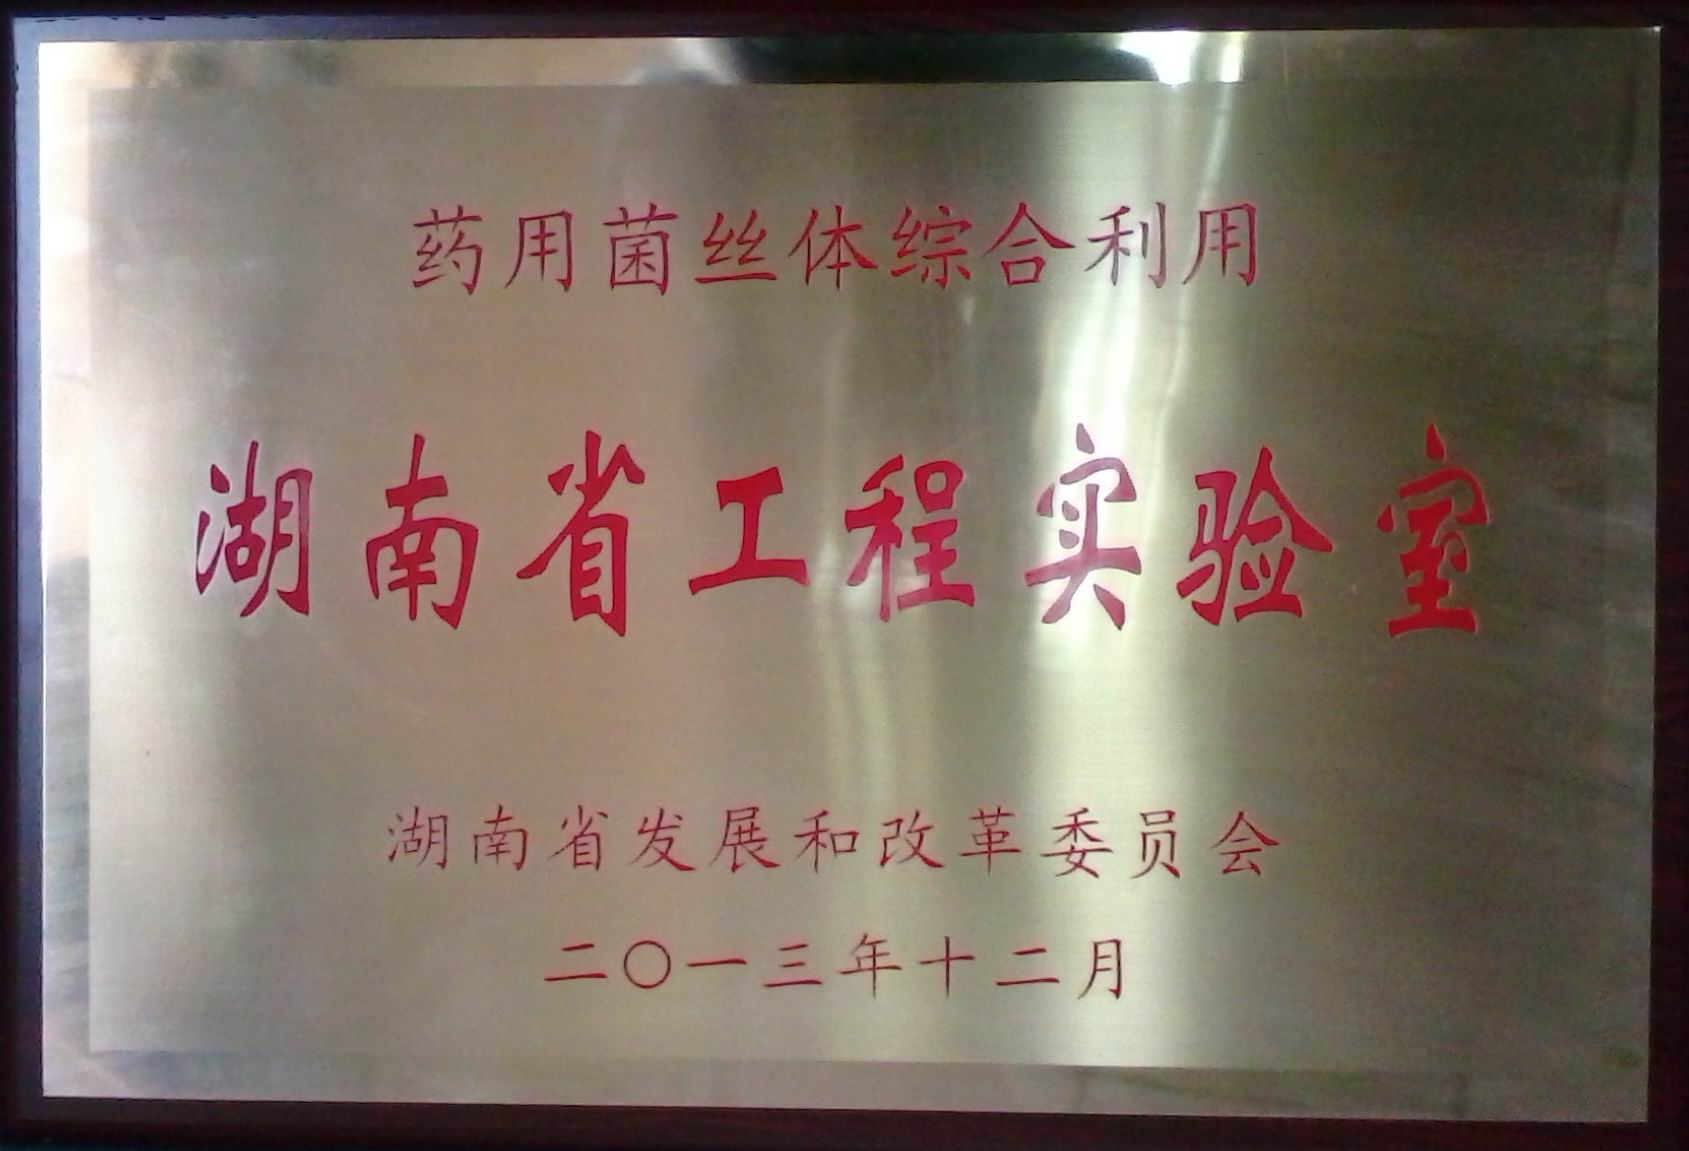 药用菌丝体综合利用
湖南省工程实验室
湖南省发展和改革委员会
二〇一三年十二月